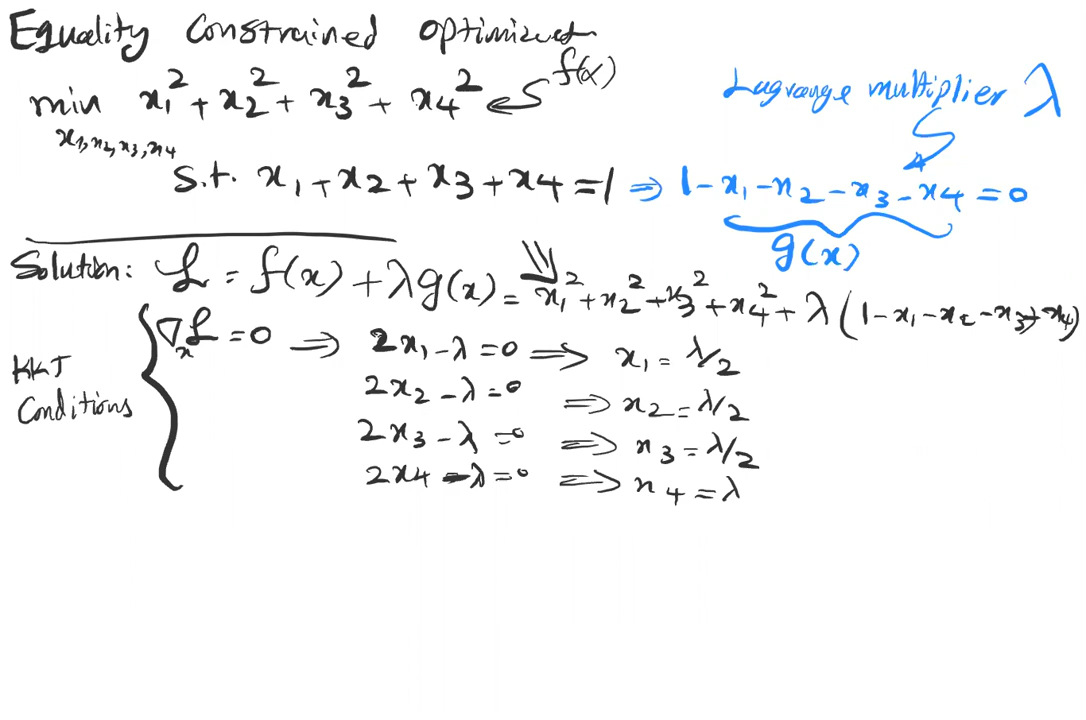 Equality Constrained Optimization
min x₁² + x₂² + x₃² + x₄² f(x)
x₁, x₂, x₃, x₄
Lagrange multiplier λ
s.t. x₁ + x₂ + x₃ + x₄ = 1 ⇒ 1 - x₁ - x₂ - x₃ - x₄ = 0
g(x)
Solution: ℒ = f(x) + λg(x) = x₁² + x₂² + x₃² + x₄² + λ(1 - x₁ - x₂ - x₃ - x₄)
KKT
Conditions
∇ₓℒ = 0 ⇒ 2x₁ - λ = 0 ⇒ x₁ = λ/2
2x₂ - λ = 0 ⇒ x₂ = λ/2
2x₃ - λ = 0 ⇒ x₃ = λ/2
2x₄ - λ = 0 ⇒ x₄ = λ